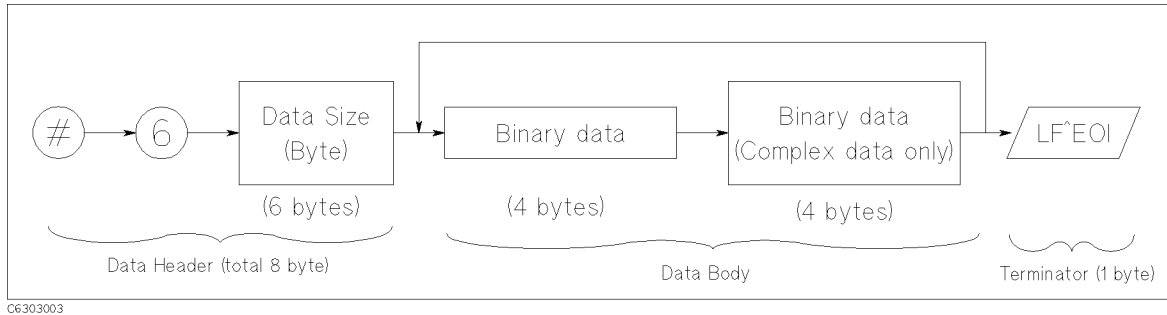 #
6
Data Size
(Byte)
Binary data
Binary data
(Complex data only)
LF^EOI
(6 bytes)
(4 bytes)
(4 bytes)
Data Header (total 8 byte)
Data Body
Terminator (1 byte)
C6303003